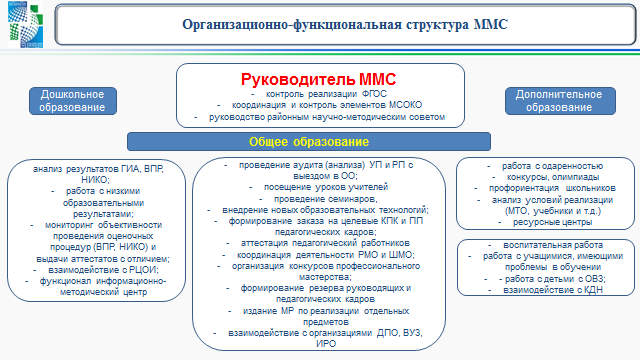 Организационно-функциональная структура ММС
Дошкольное
образование
Руководитель ММС
- контроль реализации ФГОС
- координация и контроль элементов МСОКО
- руководство районным научно-методическим советом
Дополнительное
образование
Общее образование
анализ результатов ГИА, ВПР,
НИКО;
- работа с низкими
образовательными
результатами;
- мониторинг объективности
проведения оценочных
процедур (ВПР, НИКО) и
выдачи аттестатов с отличием;
- взаимодействие с РЦОИ;
- функционал информационно-
методический центр
- проведение аудита (анализа) УП и РП с
выездом в ОО;
- посещение уроков учителей
- проведение семинаров,
- внедрение новых образовательных технологий;
- формирование заказа на целевые КПК и ПП
педагогических кадров;
- аттестация педагогической работников
- координация деятельности РМО и ШМО;
- организация конкурсов профессионального
мастерства;
- формирование резерва руководящих и
педагогических кадров
- издание МР по реализации отдельных
предметов
- взаимодействие с организациями ДПО, ВУЗ,
ИРО
- работа с одаренностью
- конкурсы, олимпиады
- профориентация школьников
- анализ условий реализации
(МТО, учебники и т.д.)
- ресурсные центры
- воспитательная работа
- работа с учащимися, имеющими
проблемы в обучении
- - работа с детьми с ОВЗ;
- взаимодействие с КДН